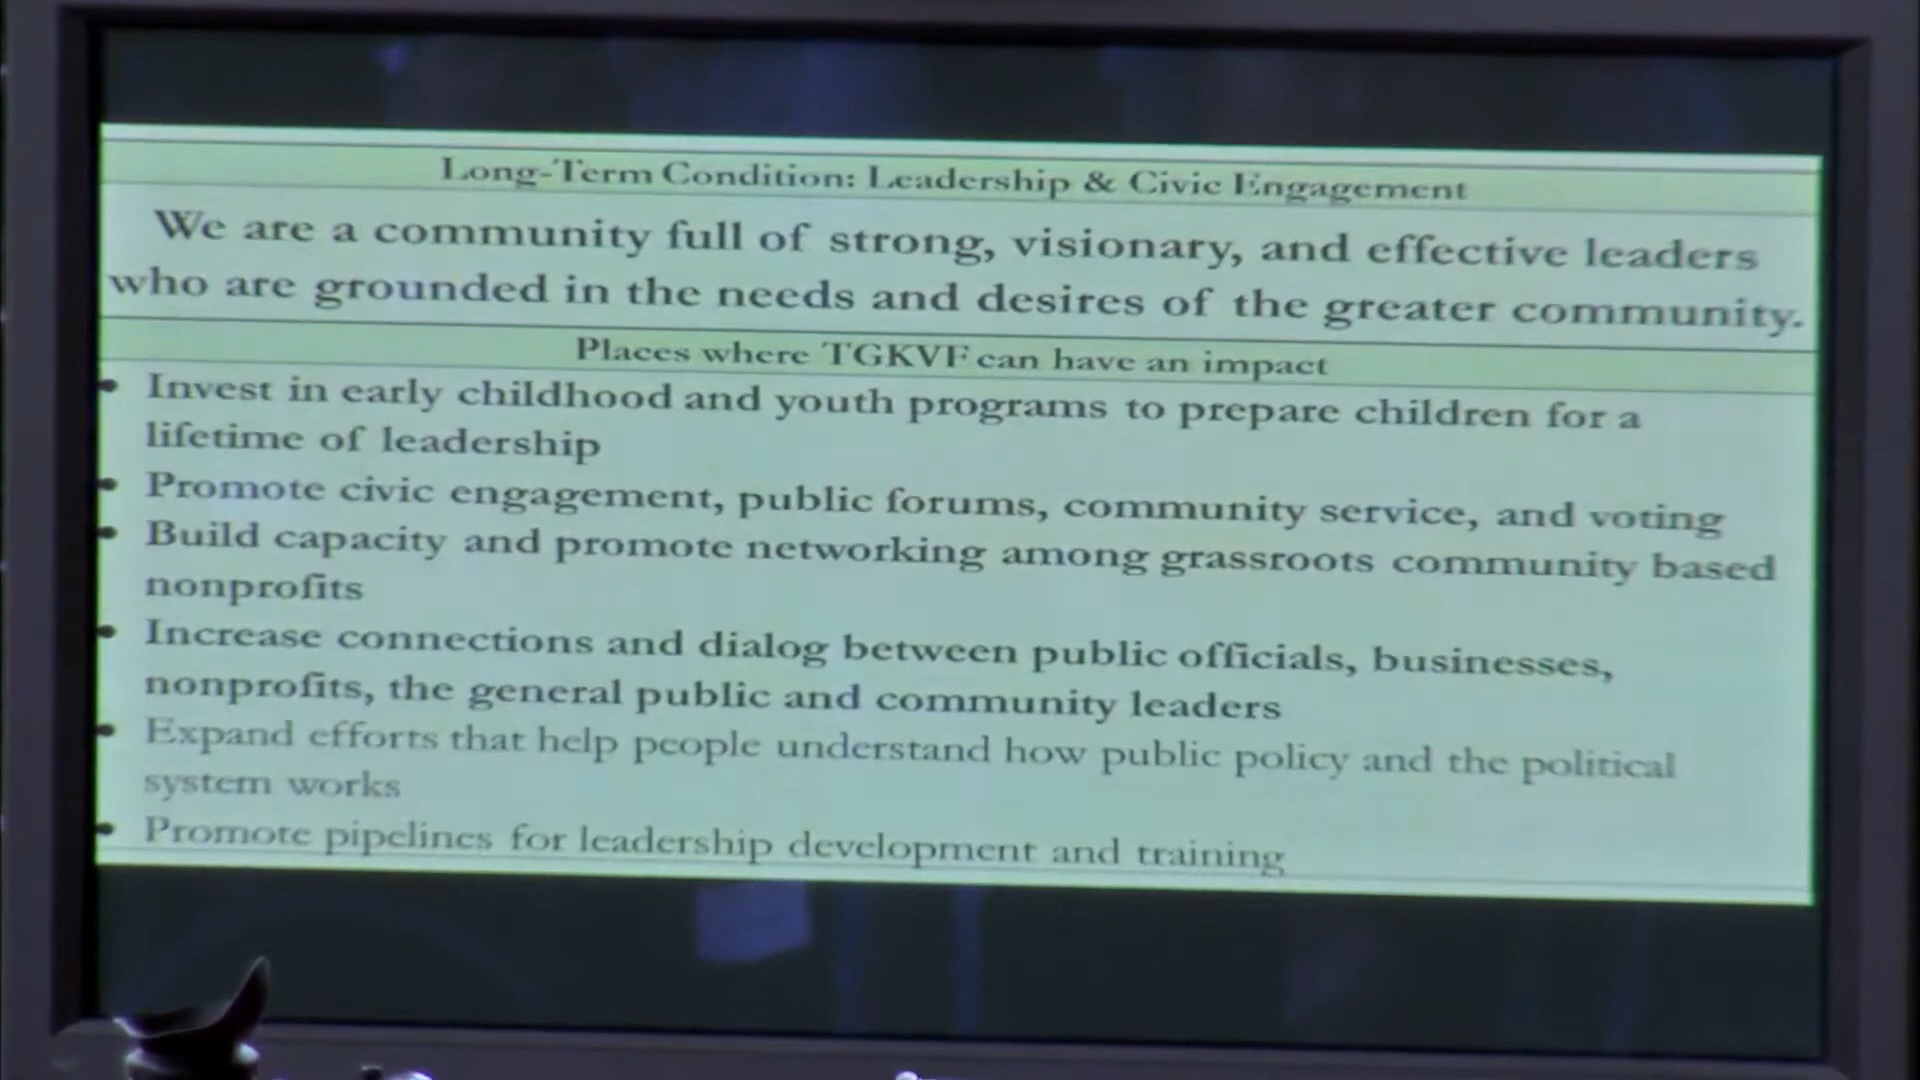 Long-Term Condition: Leadership & Civic Engagement
We are a community full of strong, visionary, and effective leaders
who are grounded in the needs and desires of the greater community.
Places where TGKVF can have an impact
• Invest in early childhood and youth programs to prepare children for a
lifetime of leadership
• Promote civic engagement, public forums, community service, and voting
• Build capacity and promote networking among grassroots community based
nonprofits
• Increase connections and dialog between public officials, businesses,
nonprofits, the general public and community leaders
• Expand efforts that help people understand how public policy and the political
system works
• Promote pipelines for leadership development and training